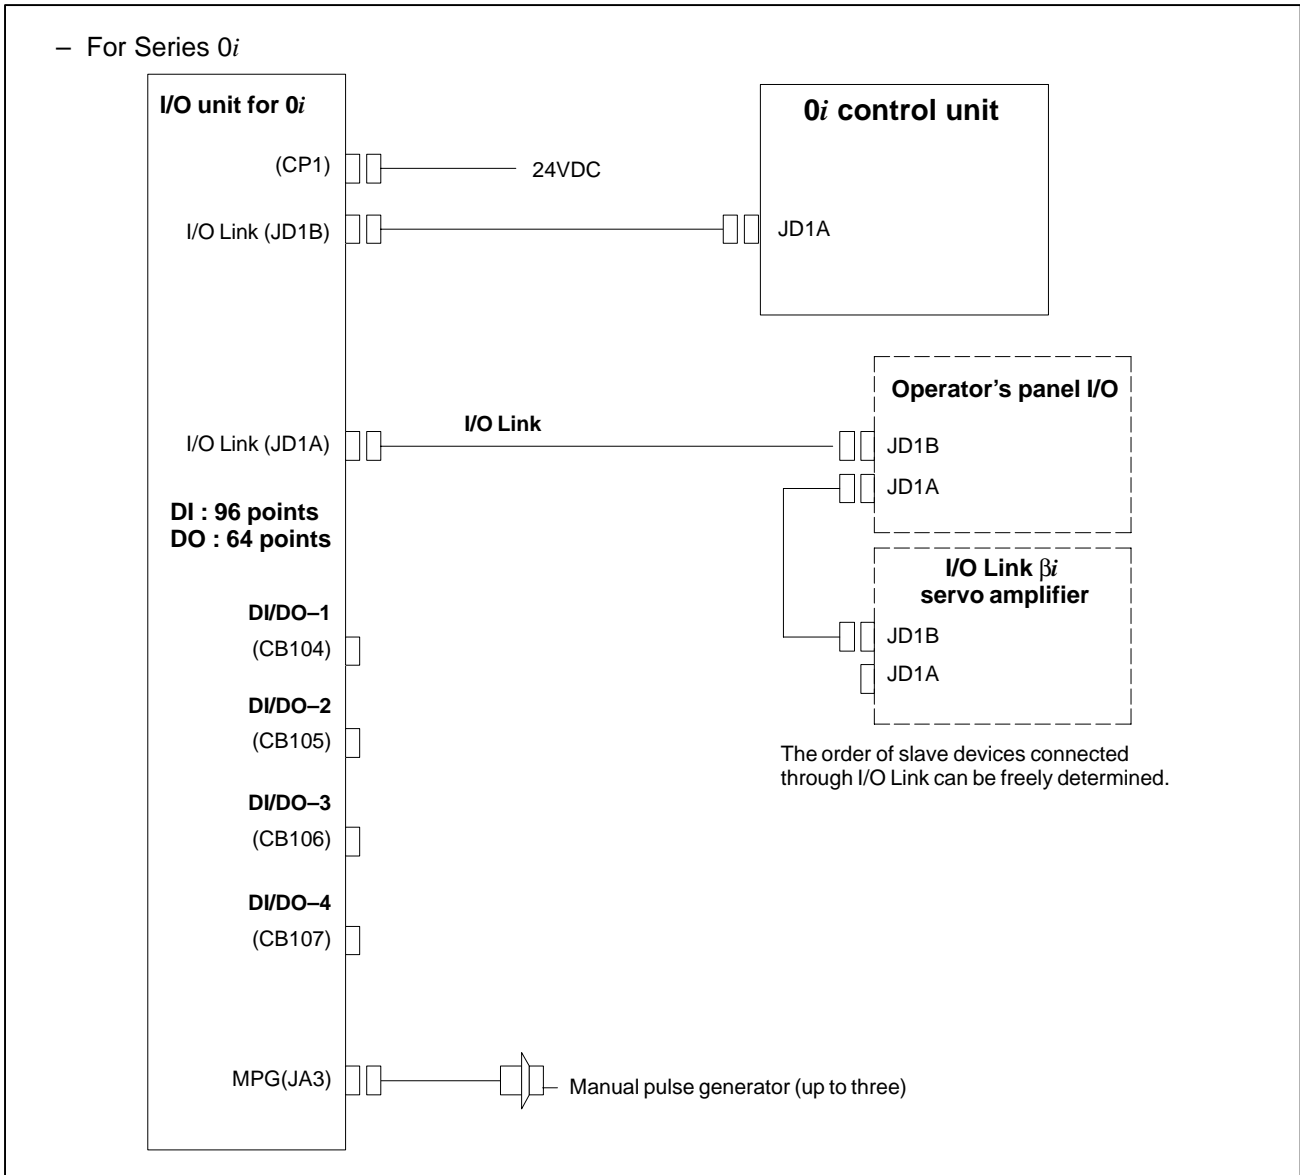 – For Series 0i
I/O unit for 0i
(CP1)
24VDC
I/O Link (JD1B)
0i control unit
JD1A
I/O Link (JD1A)
I/O Link
Operator’s panel I/O
JD1B
JD1A
DI : 96 points
DO : 64 points
I/O Link βi
servo amplifier
JD1B
JD1A
DI/DO–1
(CB104)
DI/DO–2
(CB105)
DI/DO–3
(CB106)
DI/DO–4
(CB107)
The order of slave devices connected
through I/O Link can be freely determined.
MPG(JA3)
Manual pulse generator (up to three)